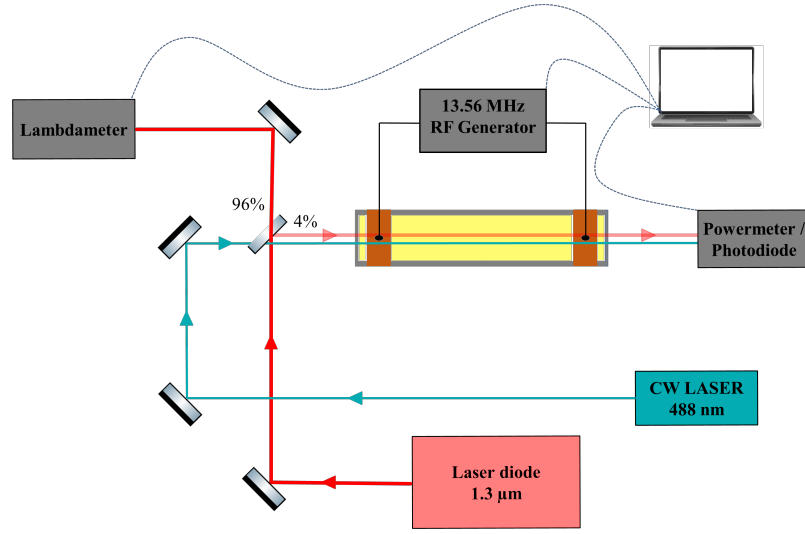 13.56 MHz
RF Generator
Lambdameter
96%
4%
Powermeter /
Photodiode
CW LASER
488 nm
Laser diode
1.3 µm